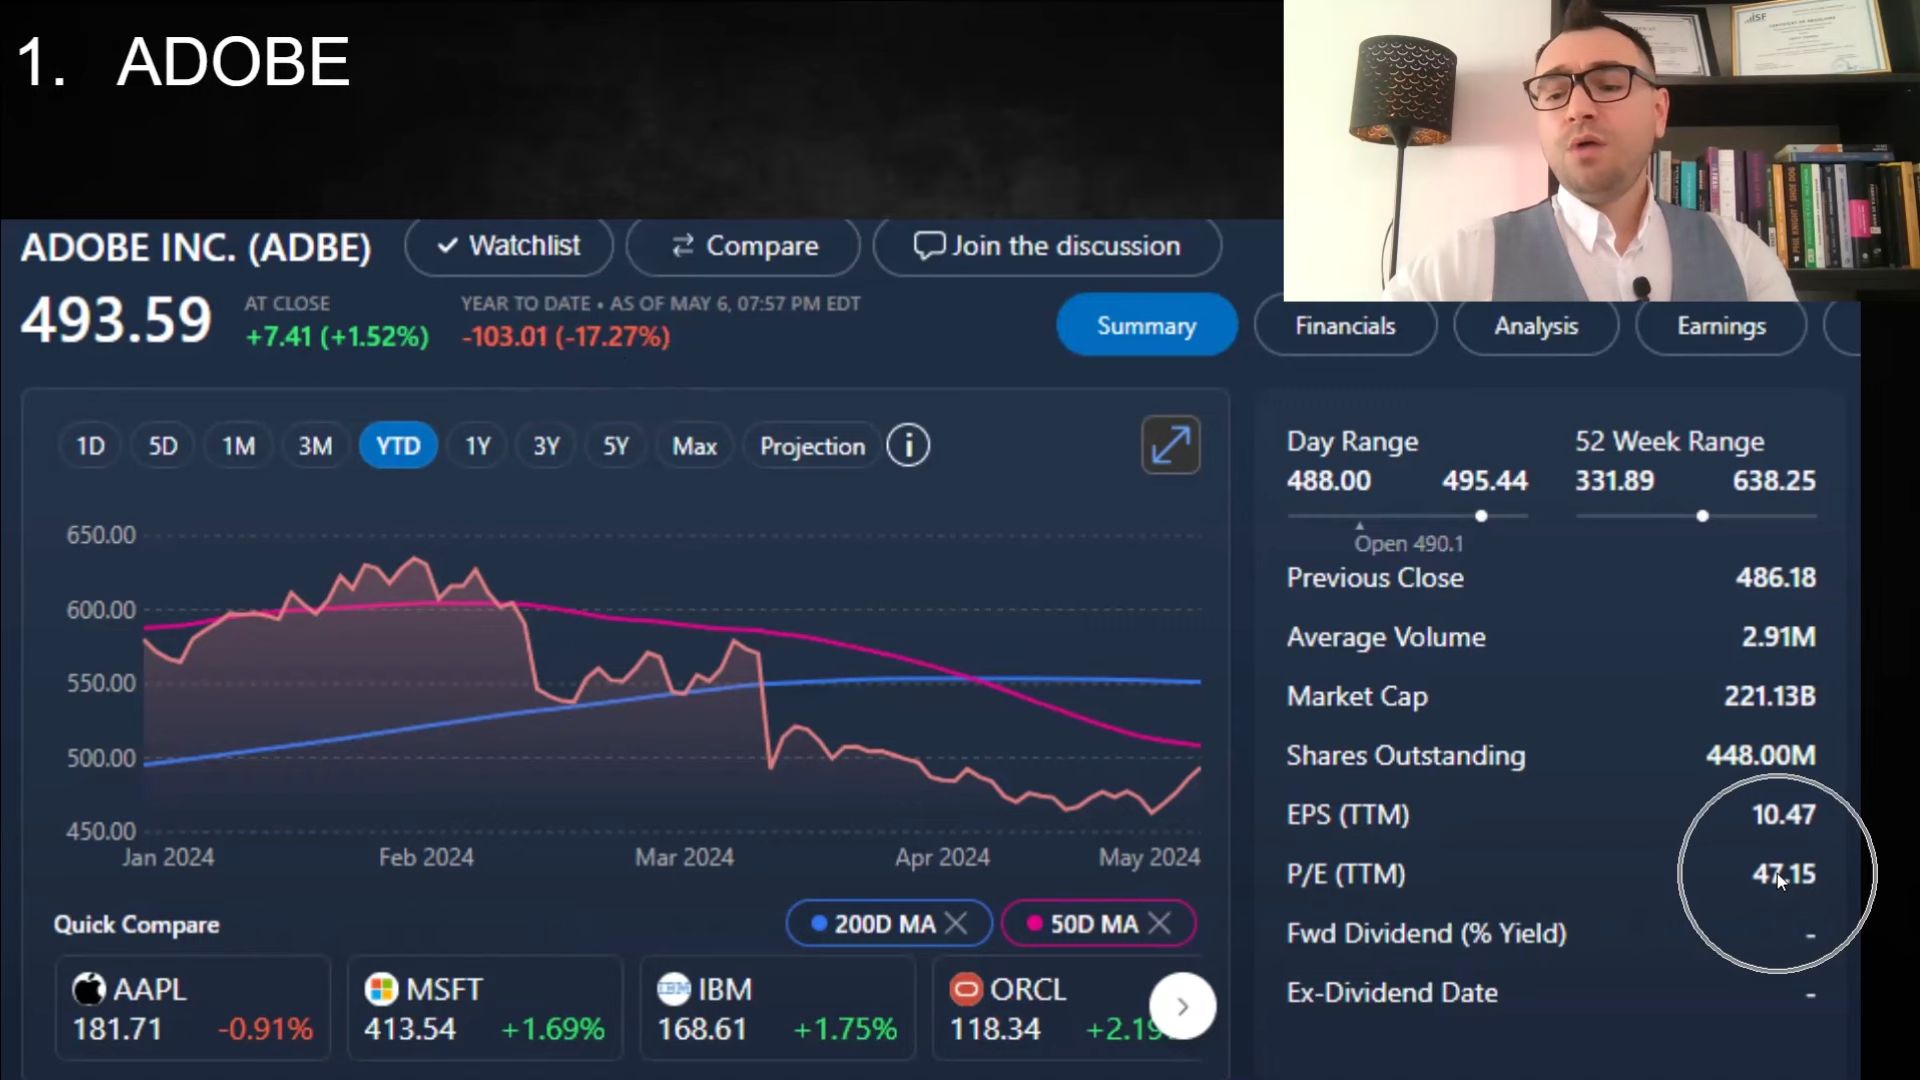 1. ADOBE
ISF
PHIL KNIGHT SHOE DOG
ADOBE INC. (ADBE)
Watchlist
Compare
Join the discussion
493.59
AT CLOSE
+7.41 (+1.52%)
YEAR TO DATE • AS OF MAY 6, 07:57 PM EDT
-103.01 (-17.27%)
Summary
Financials
Analysis
Earnings
1D 5D 1M 3M YTD 1Y 3Y 5Y Max Projection i
650.00
600.00
550.00
500.00
450.00
Jan 2024 Feb 2024 Mar 2024 Apr 2024 May 2024
Quick Compare
200D MA
50D MA
AAPL
181.71 -0.91%
MSFT
413.54 +1.69%
IBM
168.61 +1.75%
ORCL
118.34 +2.19
Day Range
488.00 495.44
Open 490.1
52 Week Range
331.89 638.25
Previous Close 486.18
Average Volume 2.91M
Market Cap 221.13B
Shares Outstanding 448.00M
EPS (TTM) 10.47
P/E (TTM) 47.15
Fwd Dividend (% Yield) -
Ex-Dividend Date -